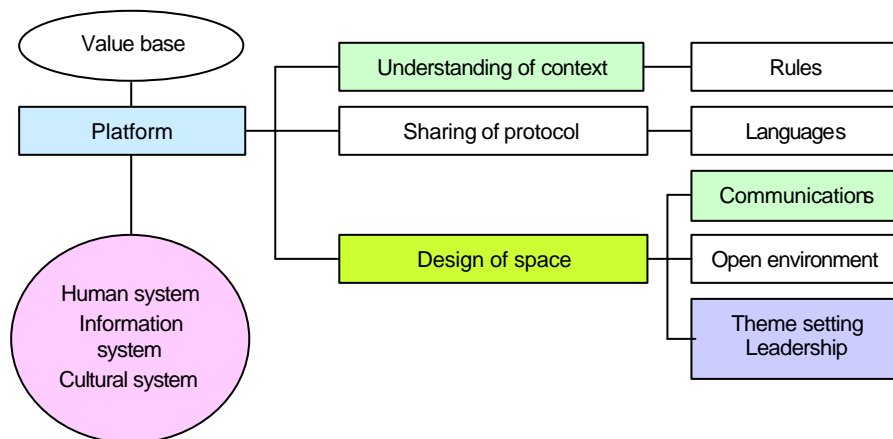 Value base
Platform
Human system
Information
system
Cultural system
Understanding of context
Sharing of protocol
Design of space
Rules
Languages
Communications
Open environment
Theme setting
Leadership